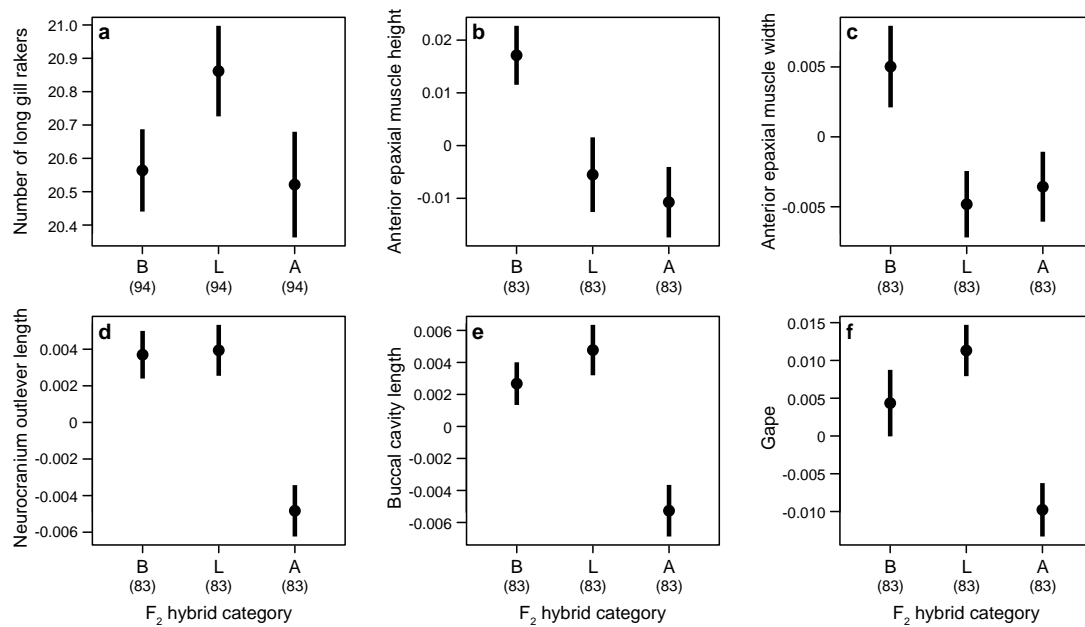 a
Number of long gill rakers
21.0
20.9
20.8
20.7
20.6
20.5
20.4
B L A
(94) (94) (94)
b
Anterior epaxial muscle height
0.02
0.01
0
-0.01
B L A
(83) (83) (83)
c
Anterior epaxial muscle width
0.005
0
-0.005
B L A
(83) (83) (83)
d
Neurocranium outlever length
0.004
0.002
0
-0.002
-0.004
-0.006
B L A
(83) (83) (83)
F2 hybrid category
e
Buccal cavity length
0.006
0.004
0.002
0
-0.002
-0.004
-0.006
B L A
(83) (83) (83)
F2 hybrid category
f
Gape
0.015
0.010
0.005
0
-0.005
-0.010
B L A
(83) (83) (83)
F2 hybrid category